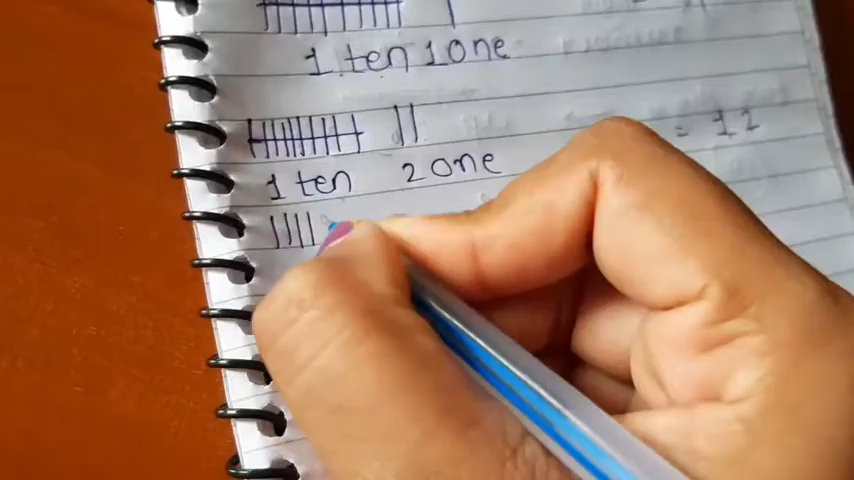 1 ten 1 one
= 12
1 ten 2 one